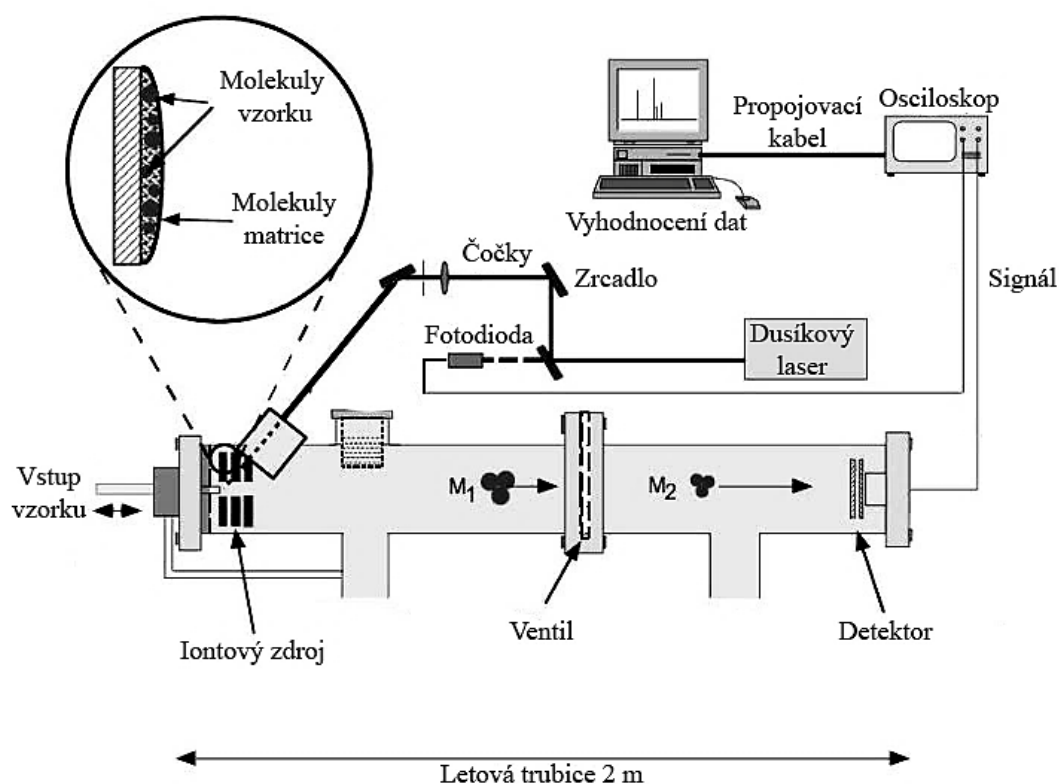 Molekuly
vzorku
Molekuly
matrice
Propojovací
kabel
Osciloskop
Vyhodnocení dat
Čočky
Zrcadlo
Signál
Fotodioda
Dusíkový
laser
Vstup
vzorku
M1
M2
Iontový zdroj
Ventil
Detektor
Letová trubice 2 m